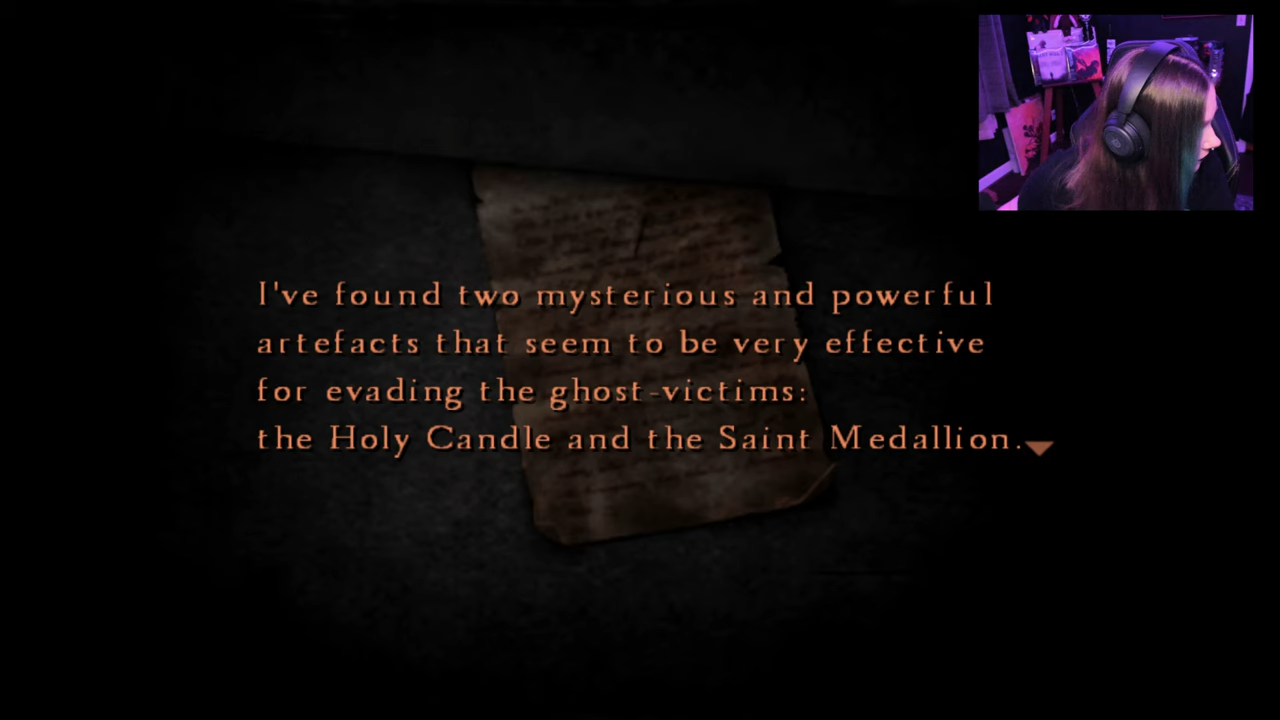 I've found two mysterious and powerful
artefacts that seem to be very effective
for evading the ghost-victims:
the Holy Candle and the Saint Medallion.